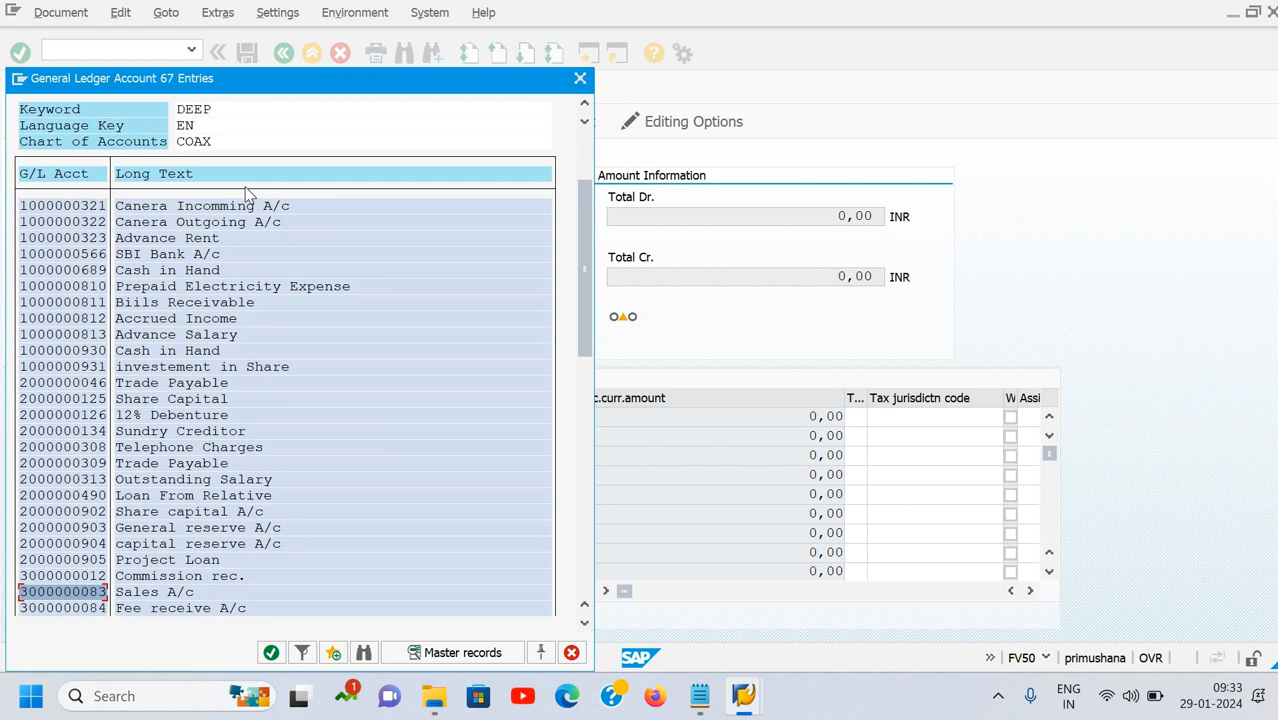 Document Edit Goto Extras Settings Environment System Help
General Ledger Account 67 Entries
Keyword DEEP
Language Key EN
Chart of Accounts COAX
G/L Acct Long Text
1000000321 Canera Incomming A/c
1000000322 Canera Outgoing A/c
1000000323 Advance Rent
1000000566 SBI Bank A/c
1000000689 Cash in Hand
1000000810 Prepaid Electricity Expense
1000000811 Biils Receivable
1000000812 Accrued Income
1000000813 Advance Salary
1000000930 Cash in Hand
1000000931 investement in Share
2000000046 Trade Payable
2000000125 Share Capital
2000000126 12% Debenture
2000000134 Sundry Creditor
2000000308 Telephone Charges
2000000309 Trade Payable
2000000313 Outstanding Salary
2000000490 Loan From Relative
2000000902 Share capital A/c
2000000903 General reserve A/c
2000000904 capital reserve A/c
2000000905 Project Loan
3000000012 Commission rec.
3000000083 Sales A/c
3000000084 Fee receive A/c
Master records
Editing Options
Amount Information
Total Dr.
0,00 INR
Total Cr.
0,00 INR
c.curr.amount T... Tax jurisdictn code W Assi
0,00
0,00
0,00
0,00
0,00
0,00
0,00
0,00
0,00
SAP FV50 primushana OVR
Search 1 ENG IN 09:33 29-01-2024